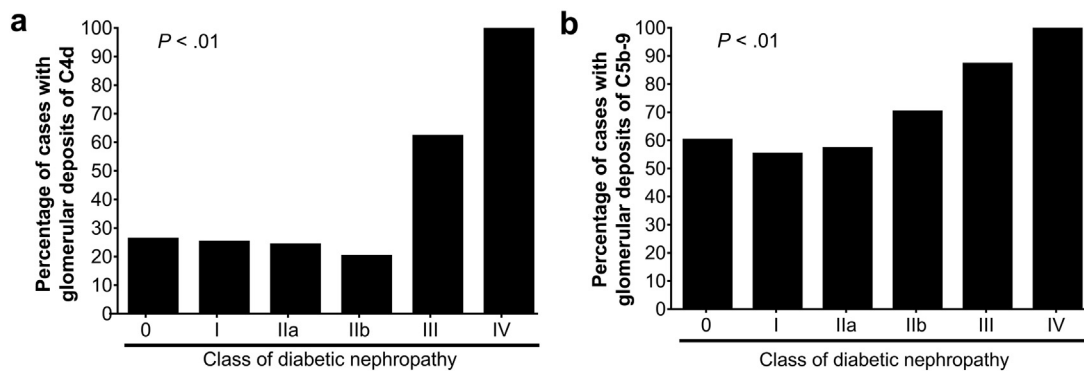 a
P < .01
Percentage of cases with
glomerular deposits of C4d
100
90
80
70
60
50
40
30
20
10
0
0 I IIa IIb III IV
Class of diabetic nephropathy
b
P < .01
Percentage of cases with
glomerular deposits of C5b-9
100
90
80
70
60
50
40
30
20
10
0
0 I IIa IIb III IV
Class of diabetic nephropathy